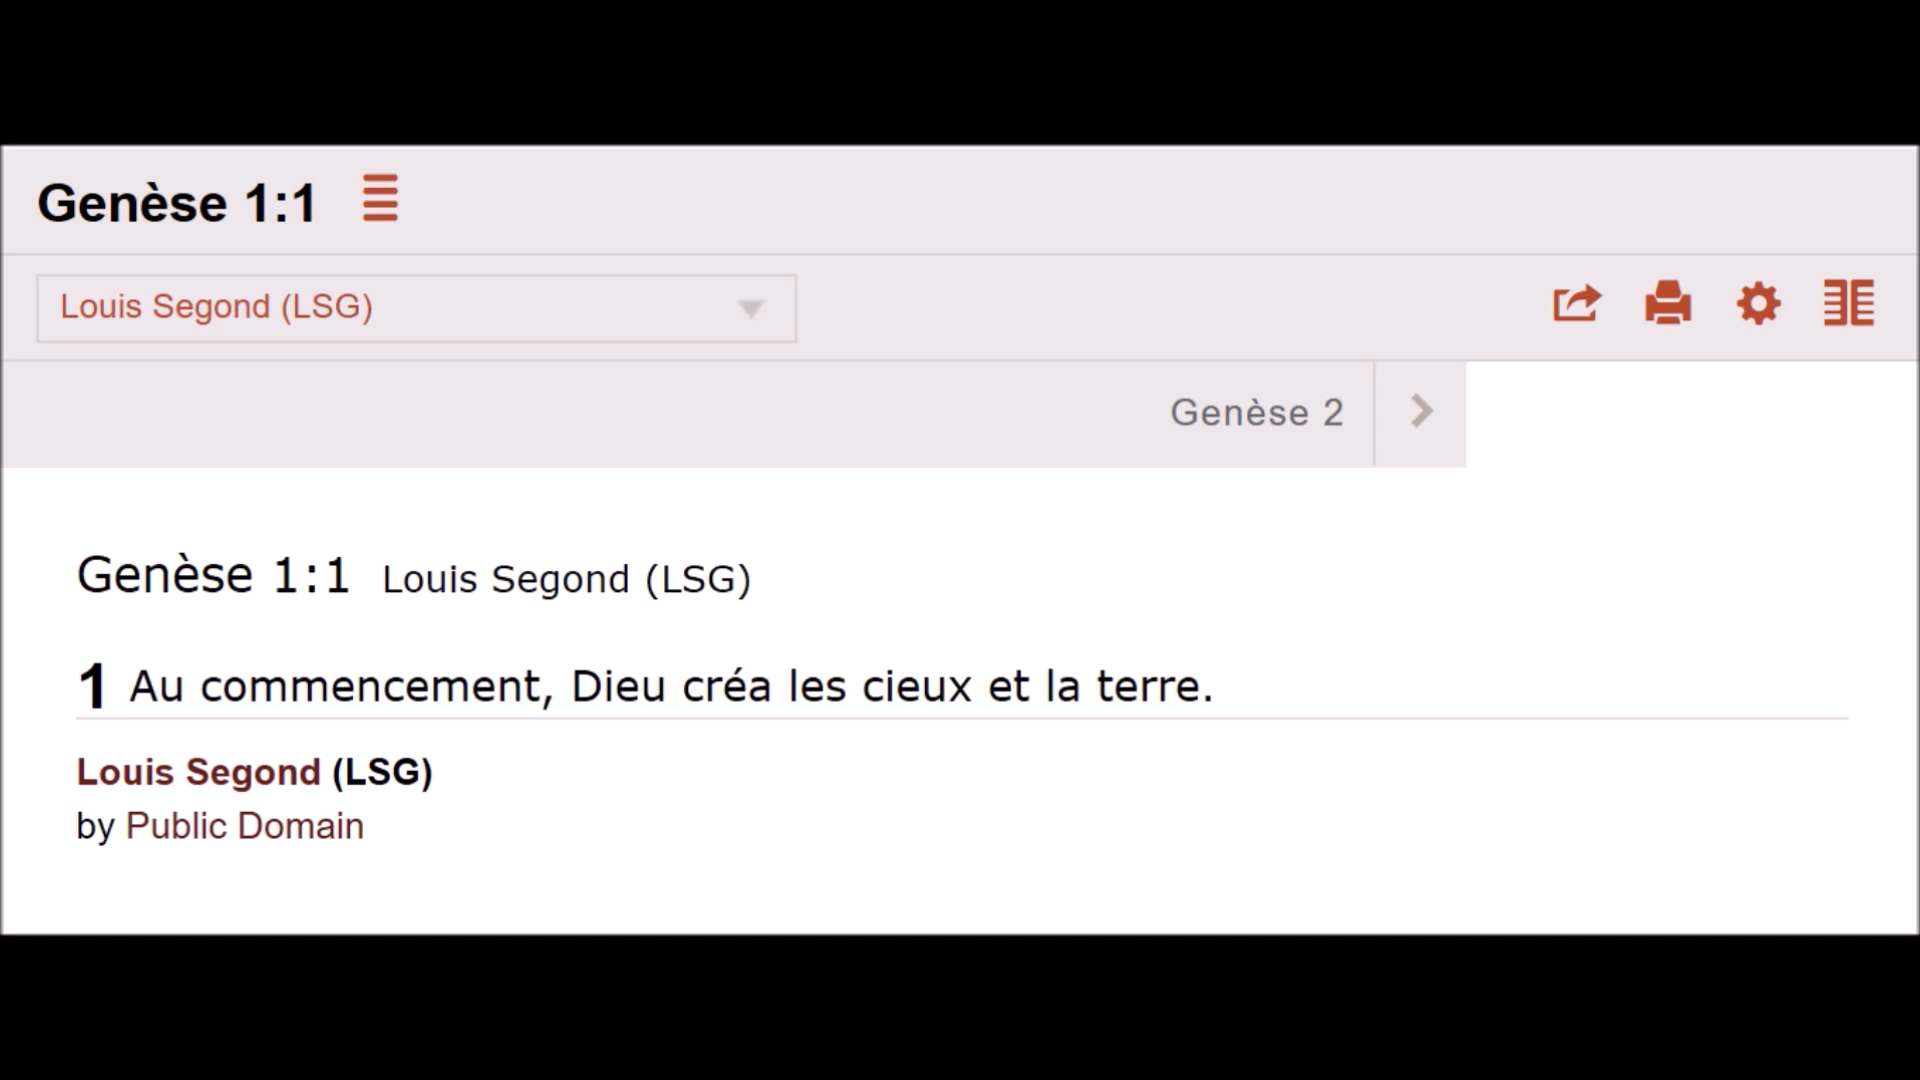 Genèse 1:1
Louis Segond (LSG)
Genèse 2
Genèse 1:1 Louis Segond (LSG)
1 Au commencement, Dieu créa les cieux et la terre.
Louis Segond (LSG)
by Public Domain